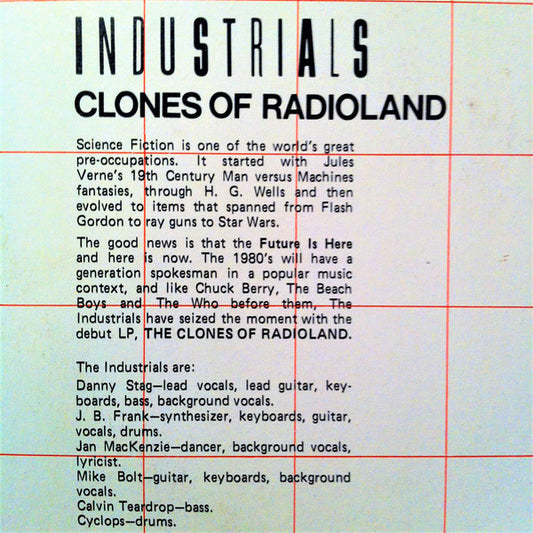 INDUSTRIALS
CLONES OF RADIOLAND
Science Fiction is one of the world's great
pre-occupations. It started with Jules
Verne's 19th Century Man versus Machines
fantasies, through H. G. Wells and then
evolved to items that spanned from Flash
Gordon to ray guns to Star Wars.
The good news is that the Future Is Here
and here is now. The 1980's will have a
generation spokesman in a popular music
context, and like Chuck Berry, The Beach
Boys and The Who before them, The
Industrials have seized the moment with the
debut LP, THE CLONES OF RADIOLAND.
The Industrials are:
Danny Stag—lead vocals, lead guitar, key-
boards, bass, background vocals.
J. B. Frank—synthesizer, keyboards, guitar,
vocals, drums.
Jan MacKenzie—dancer, background vocals,
lyricist.
Mike Bolt—guitar, keyboards, background
vocals.
Calvin Teardrop—bass.
Cyclops—drums.